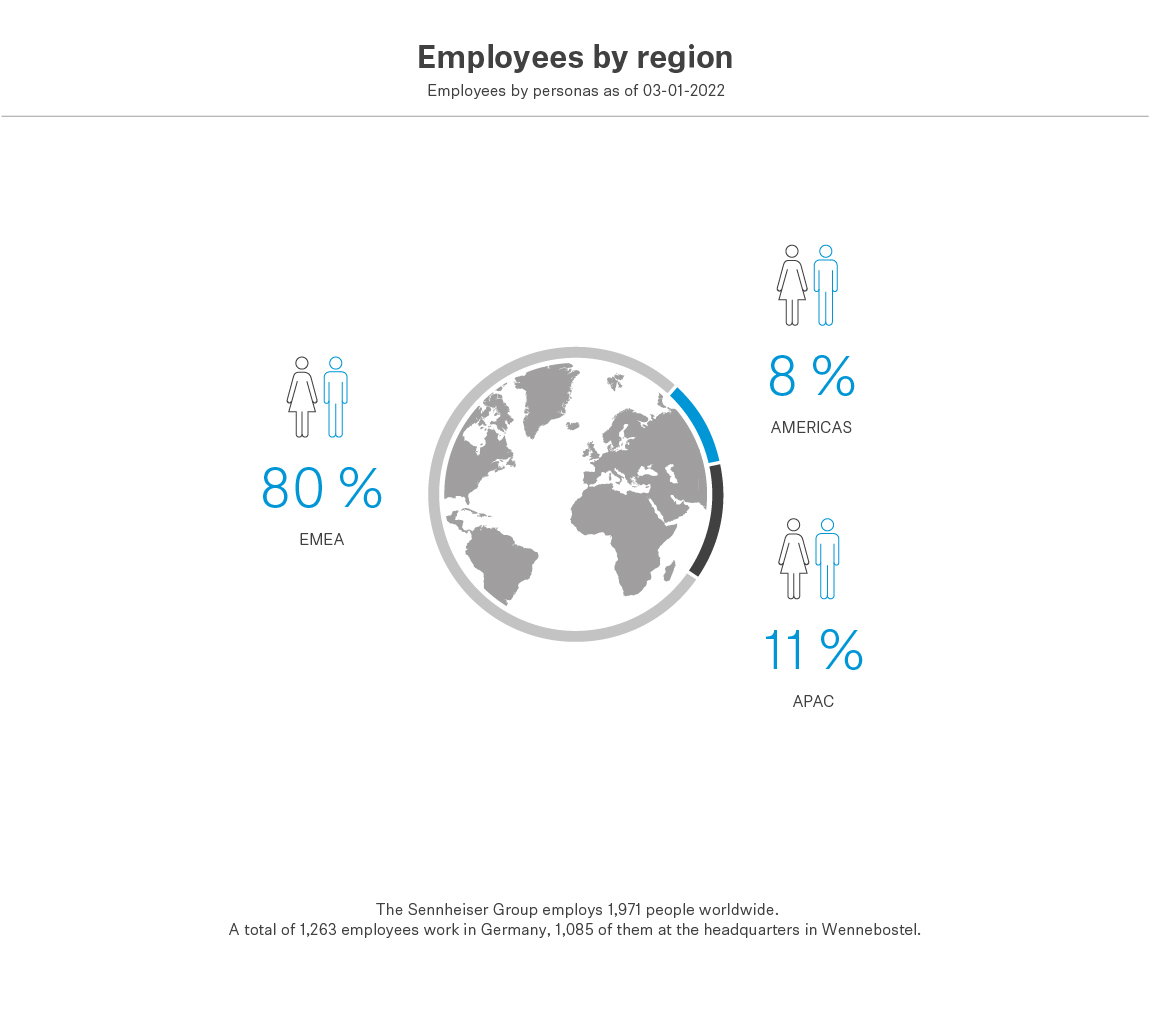 Employees by region
Employees by personas as of 03-01-2022
8 %
AMERICAS
80 %
EMEA
11 %
APAC
The Sennheiser Group employs 1,971 people worldwide.
A total of 1,263 employees work in Germany, 1,085 of them at the headquarters in Wennebostel.